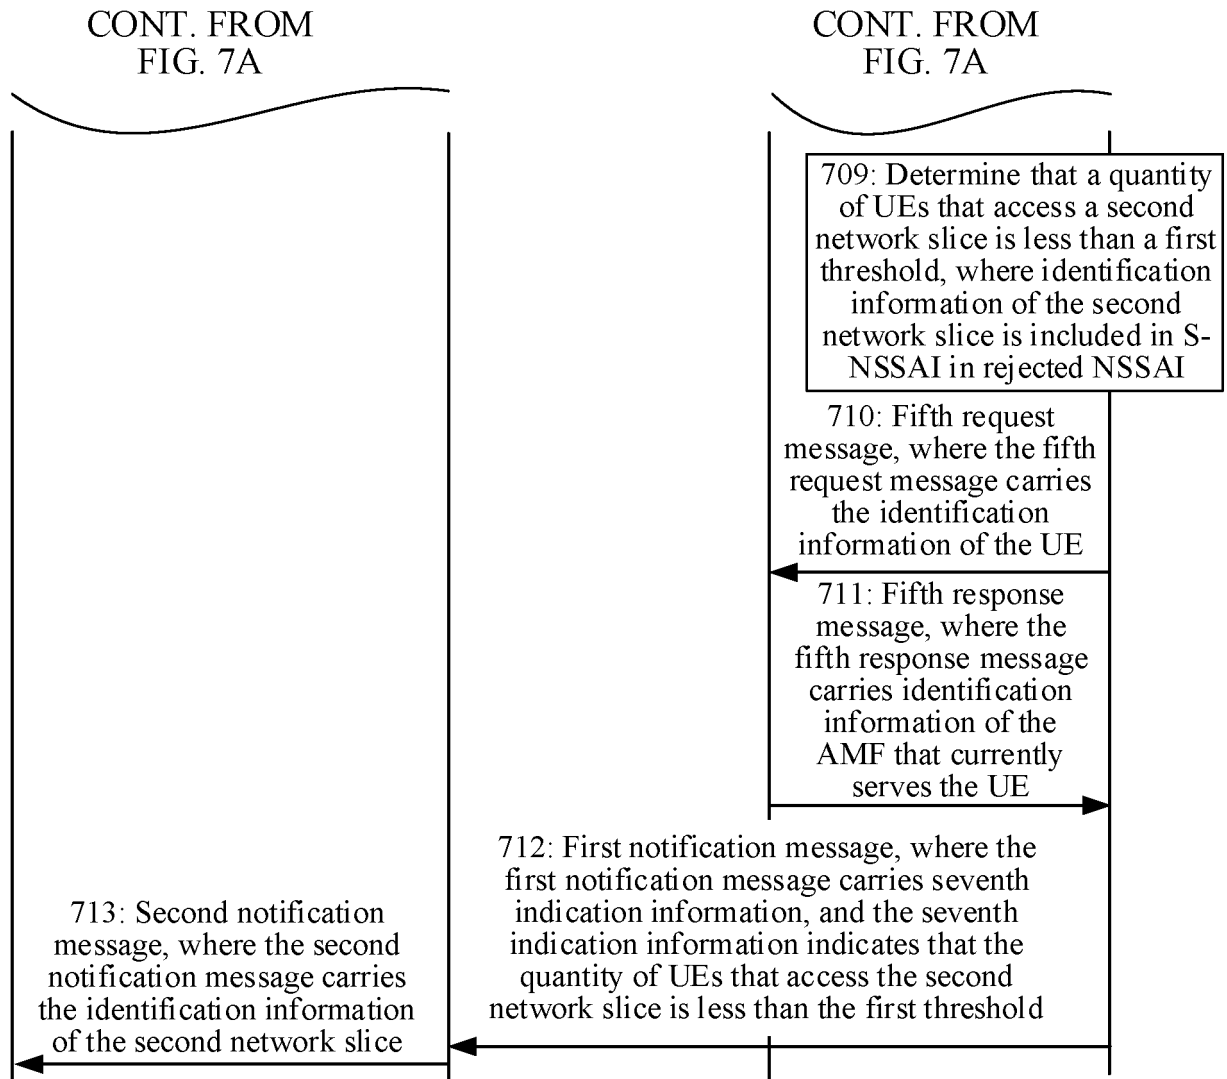 CONT. FROM
FIG. 7A
CONT. FROM
FIG. 7A
709: Determine that a quantity
of UEs that access a second
network slice is less than a first
threshold, where identification
information of the second
network slice is included in S-
NSSAI in rejected NSSAI
710: Fifth request
message, where the fifth
request message carries
the identification
information of the UE
711: Fifth response
message, where the
fifth response message
carries identification
information of the
AMF that currently
serves the UE
712: First notification message, where the
first notification message carries seventh
indication information, and the seventh
indication information indicates that the
quantity of UEs that access the second
network slice is less than the first threshold
713: Second notification
message, where the second
notification message carries
the identification information
of the second network slice